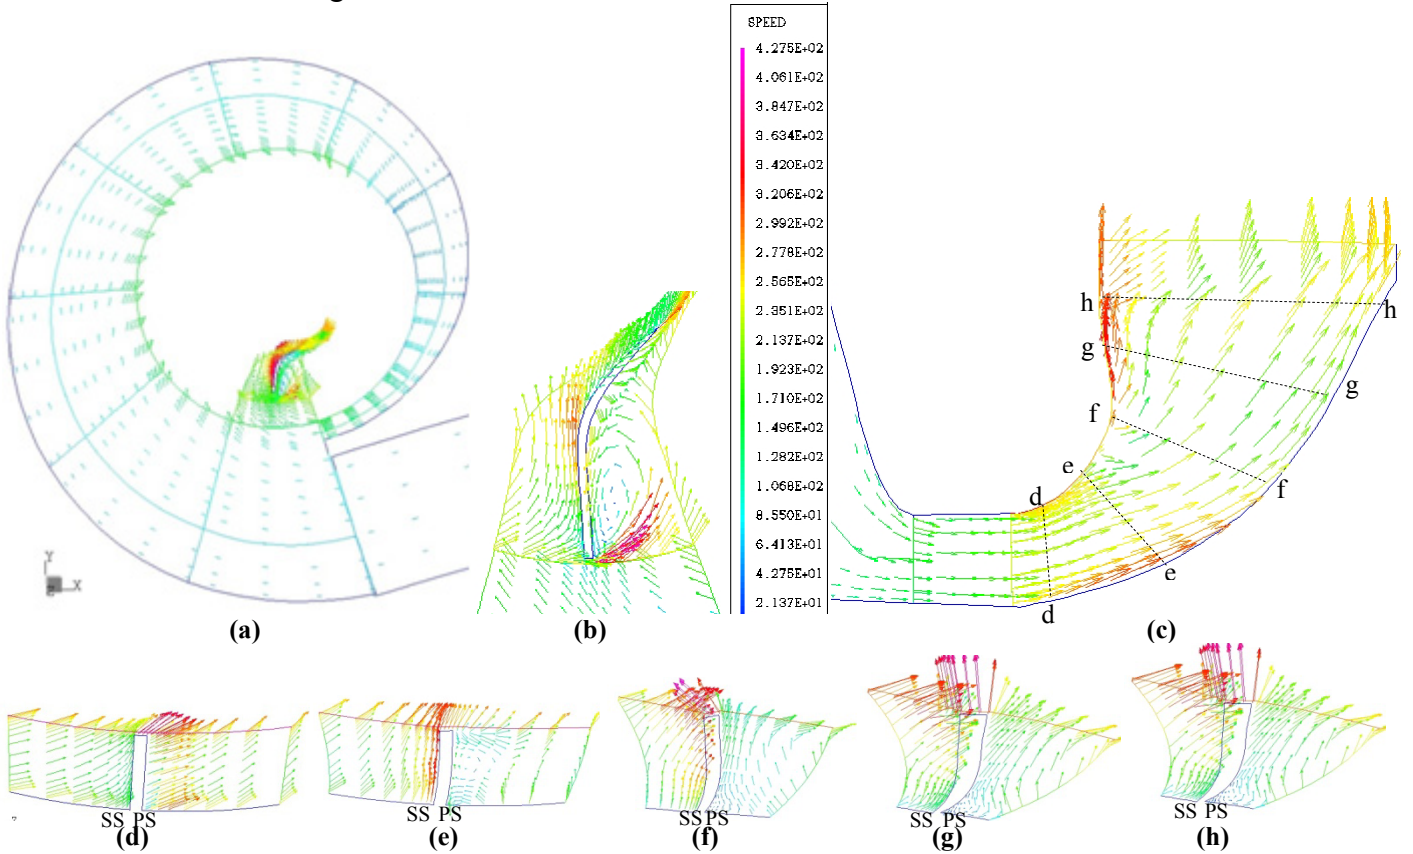 SPEED
4.275E+02
4.061E+02
3.847E+02
3.634E+02
3.420E+02
3.206E+02
2.992E+02
2.778E+02
2.565E+02
2.351E+02
2.137E+02
1.923E+02
1.710E+02
1.496E+02
1.282E+02
1.068E+02
8.550E+01
6.413E+01
4.275E+01
2.137E+01
h
h
g
g
f
f
e
e
d
d
Y
X
(a)
(b)
(c)
SS PS
SS PS
SS PS
SS PS
SS PS
(d)
(e)
(f)
(g)
(h)